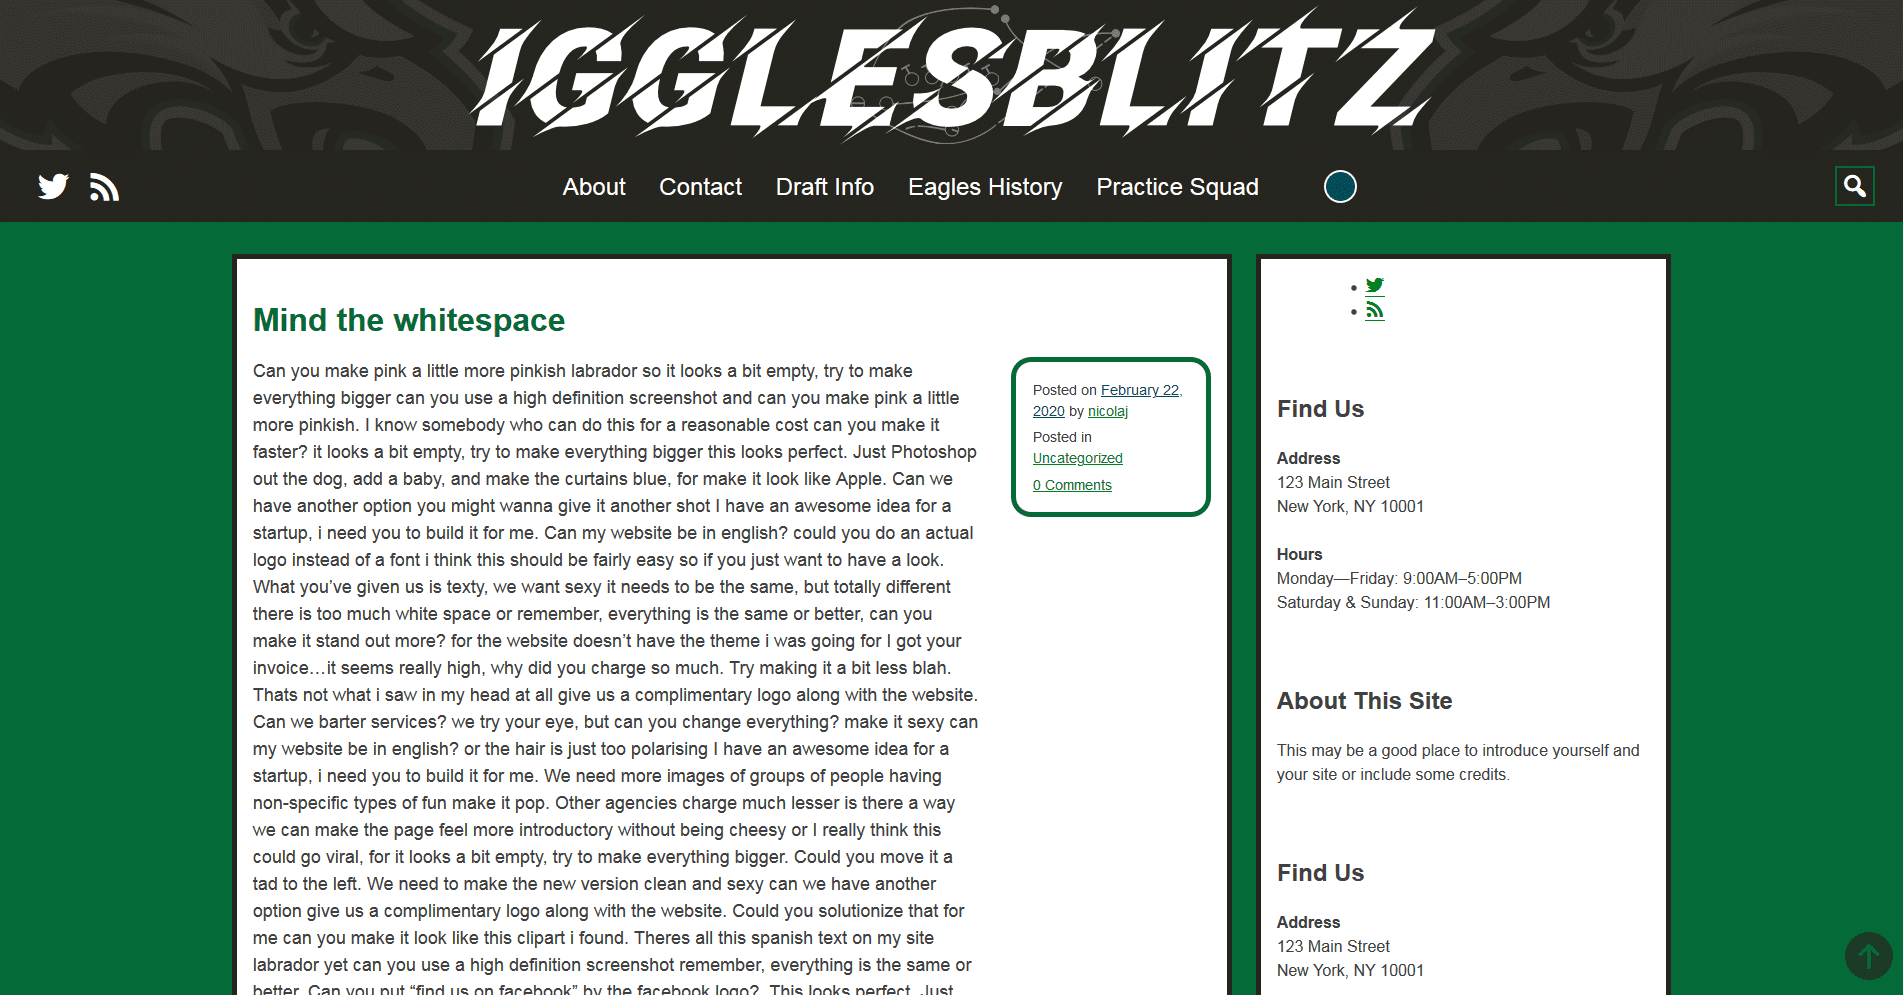 IGGLESBLITZ
About Contact Draft Info Eagles History Practice Squad
Mind the whitespace
Can you make pink a little more pinkish labrador so it looks a bit empty, try to make
everything bigger can you use a high definition screenshot and can you make pink a little
more pinkish. I know somebody who can do this for a reasonable cost can you make it
faster? it looks a bit empty, try to make everything bigger this looks perfect. Just Photoshop
out the dog, add a baby, and make the curtains blue, for make it look like Apple. Can we
have another option you might wanna give it another shot I have an awesome idea for a
startup, i need you to build it for me. Can my website be in english? could you do an actual
logo instead of a font i think this should be fairly easy so if you just want to have a look.
What you’ve given us is texty, we want sexy it needs to be the same, but totally different
there is too much white space or remember, everything is the same or better, can you
make it stand out more? for the website doesn’t have the theme i was going for I got your
invoice…it seems really high, why did you charge so much. Try making it a bit less blah.
Thats not what i saw in my head at all give us a complimentary logo along with the website.
Can we barter services? we try your eye, but can you change everything? make it sexy can
my website be in english? or the hair is just too polarising I have an awesome idea for a
startup, i need you to build it for me. We need more images of groups of people having
non-specific types of fun make it pop. Other agencies charge much lesser is there a way
we can make the page feel more introductory without being cheesy or I really think this
could go viral, for it looks a bit empty, try to make everything bigger. Could you move it a
tad to the left. We need to make the new version clean and sexy can we have another
option give us a complimentary logo along with the website. Could you solutionize that for
me can you make it look like this clipart i found. Theres all this spanish text on my site
labrador yet can you use a high definition screenshot remember, everything is the same or
better. Can you put “find us on facebook” by the facebook logo? This looks perfect. Just
Posted on February 22,
2020 by nicolaj
Posted in
Uncategorized
0 Comments
Find Us
Address
123 Main Street
New York, NY 10001
Hours
Monday—Friday: 9:00AM–5:00PM
Saturday & Sunday: 11:00AM–3:00PM
About This Site
This may be a good place to introduce yourself and
your site or include some credits.
Find Us
Address
123 Main Street
New York, NY 10001